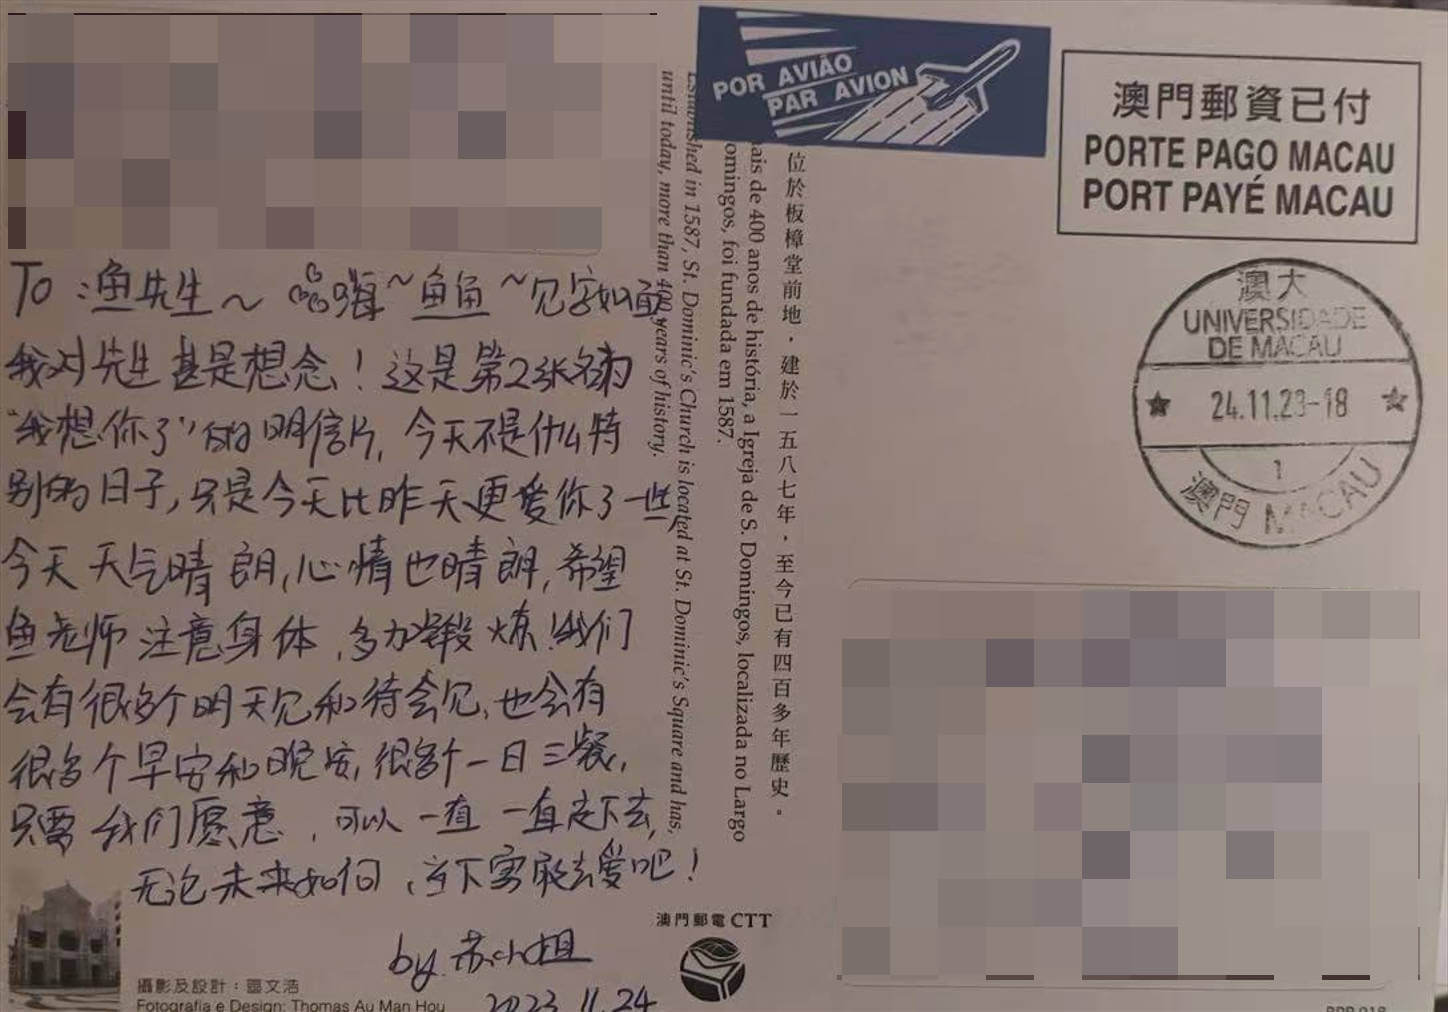 To：渔先生～ 嗨～鱼鱼～见字如面，
我对先生甚是想念！这是第2张名为
“我想你了”的明信片，今天不是什么特
别的日子，只是今天比昨天更爱你了一些，
今天天气晴朗，心情也晴朗，希望
鱼老师注意身体，多加锻炼！我们
会有很多个明天见和待会见，也会有
很多个早安和晚安，很多个一日三餐，
只要我们愿意，可以一直一直走下去，
无论未来如何，当下勇敢去爱吧！
by.苏小姐
2023.11.24
攝影及設計：區文浩
Fotografia e Design: Thomas Au Man Hou
澳門郵電CTT
位於板樟堂前地，建於一五八七年，至今已有四百多年歷史。
ais de 400 anos de história, a Igreja de S. Domingos, localizada no Largo
omingos, foi fundada em 1587.
Established in 1587, St. Dominic's Church is located at St. Dominic's Square and has,
until today, more than 400 years of history.
POR AVIÃO
PAR AVION
澳門郵資已付
PORTE PAGO MACAU
PORT PAYÉ MACAU
澳大
UNIVERSIDADE
DE MACAU
24.11.23-18
1
澳門 MACAU